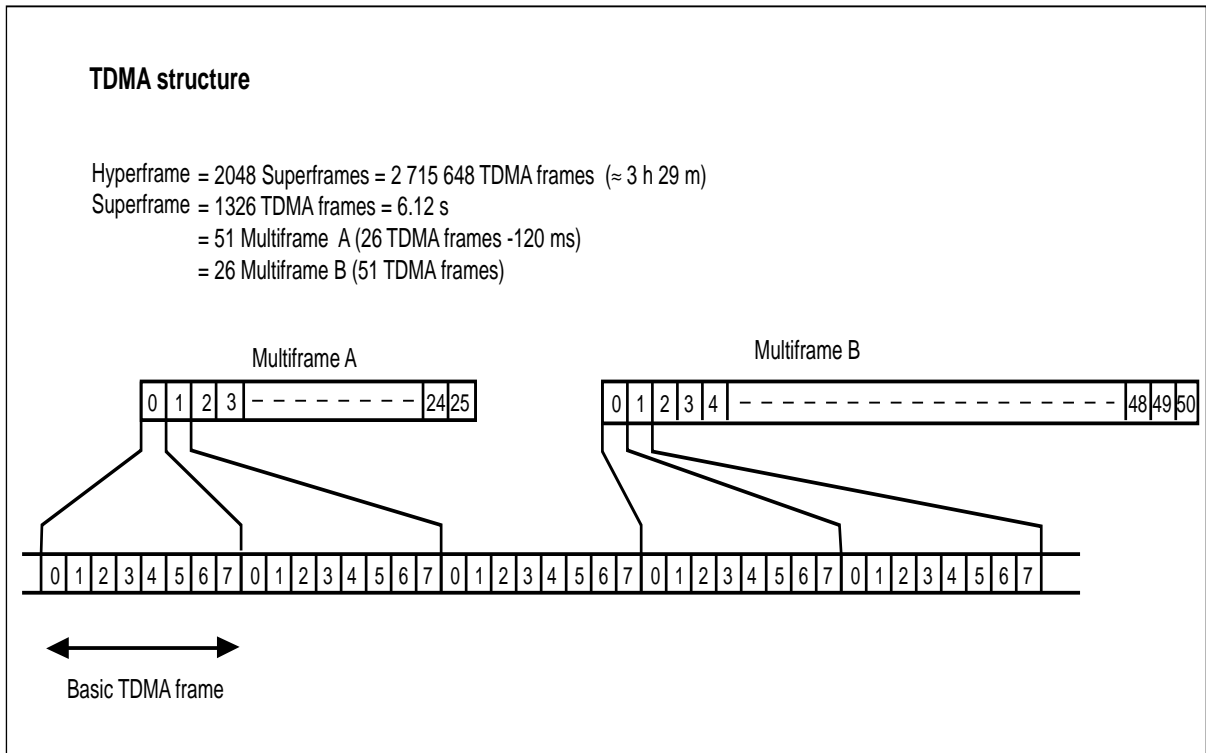 TDMA structure
Hyperframe = 2048 Superframes = 2 715 648 TDMA frames (≈ 3 h 29 m)
Superframe = 1326 TDMA frames = 6.12 s
= 51 Multiframe A (26 TDMA frames -120 ms)
= 26 Multiframe B (51 TDMA frames)
Multiframe A
Multiframe B
0 1 2 3 - - - - - - - - 24 25
0 1 2 3 4 - - - - - - - - - - - - - - - - - - 48 49 50
0 1 2 3 4 5 6 7 0 1 2 3 4 5 6 7 0 1 2 3 4 5 6 7 0 1 2 3 4 5 6 7 0 1 2 3 4 5 6 7
Basic TDMA frame